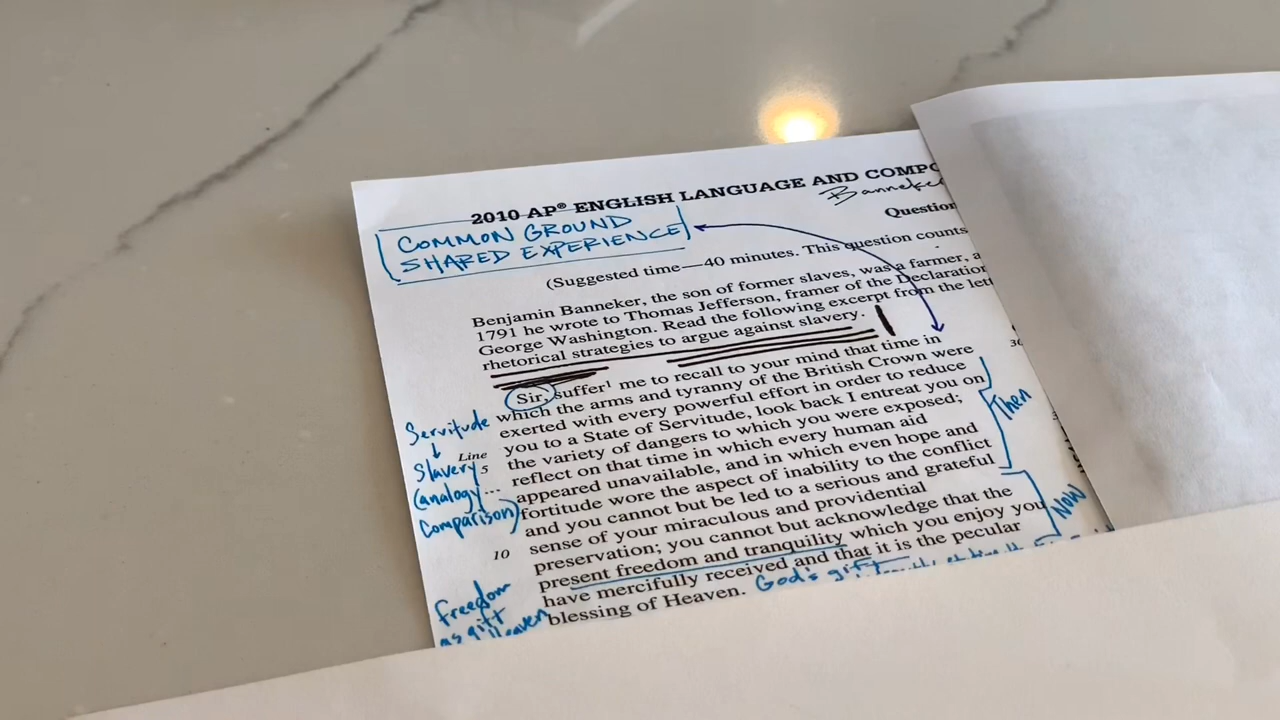 2010 AP® ENGLISH LANGUAGE AND COMPO
Banneker
Question
COMMON GROUND
SHARED EXPERIENCE
(Suggested time—40 minutes. This question counts
Benjamin Banneker, the son of former slaves, was a farmer, a
1791 he wrote to Thomas Jefferson, framer of the Declaration
George Washington. Read the following excerpt from the lett
rhetorical strategies to argue against slavery.
Sir, suffer¹ me to recall to your mind that time in
which the arms and tyranny of the British Crown were
exerted with every powerful effort in order to reduce
you to a State of Servitude, look back I entreat you on
the variety of dangers to which you were exposed;
reflect on that time in which every human aid
appeared unavailable, and in which even hope and
fortitude wore the aspect of inability to the conflict
and you cannot but be led to a serious and grateful
sense of your miraculous and providential
preservation; you cannot but acknowledge that the
present freedom and tranquility which you enjoy you
have mercifully received and that it is the peculiar
blessing of Heaven.
God's gift
Servitude
↓
Slavery
(analogy
comparison)
Line
5
10
freedom
as gift
heaven
Then
Now
30